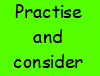 Practise
and
consider